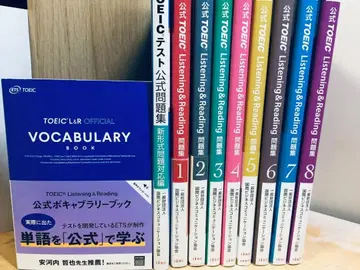 ETS TOEIC
TOEIC L&R OFFICIAL
VOCABULARY
BOOK
TOEIC Listening & Reading
公式ボキャブラリーブック
実際に出た
テストを開発しているETSが制作
単語を「公式」で学ぶ
安河内 哲也先生推薦!
TOEICテスト公式問題集 新形式問題対応編
公式 TOEIC Listening & Reading 問題集 1
公式 TOEIC Listening & Reading 問題集 2
公式 TOEIC Listening & Reading 問題集 3
公式 TOEIC Listening & Reading 問題集 4
公式 TOEIC Listening & Reading 問題集 5
公式 TOEIC Listening & Reading 問題集 6
公式 TOEIC Listening & Reading 問題集 7
公式 TOEIC Listening & Reading 問題集 8